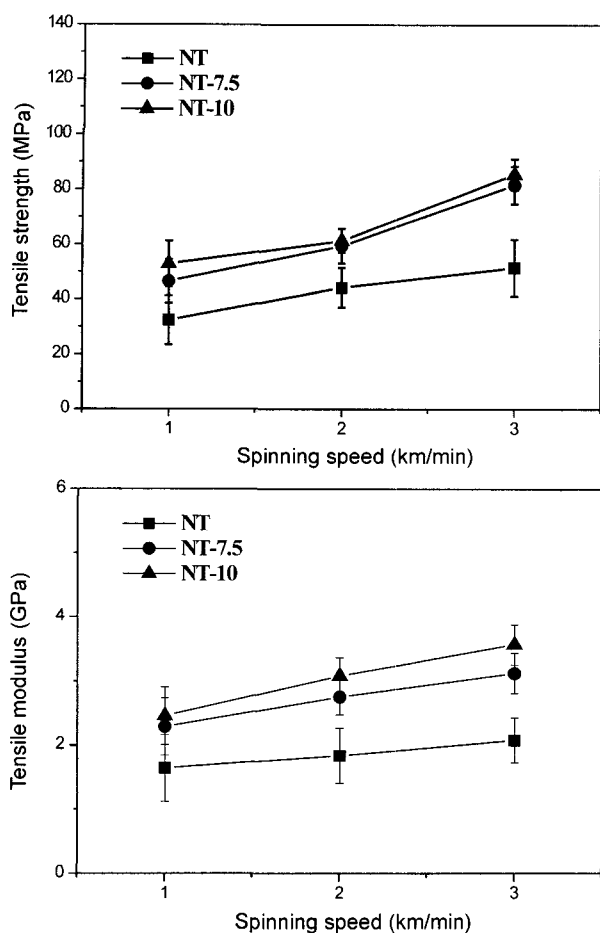 140
120
100
80
60
40
20
0
Tensile strength (MPa)
NT
NT-7.5
NT-10
1 2 3
Spinning speed (km/min)
6
4
2
0
Tensile modulus (GPa)
NT
NT-7.5
NT-10
1 2 3
Spinning speed (km/min)